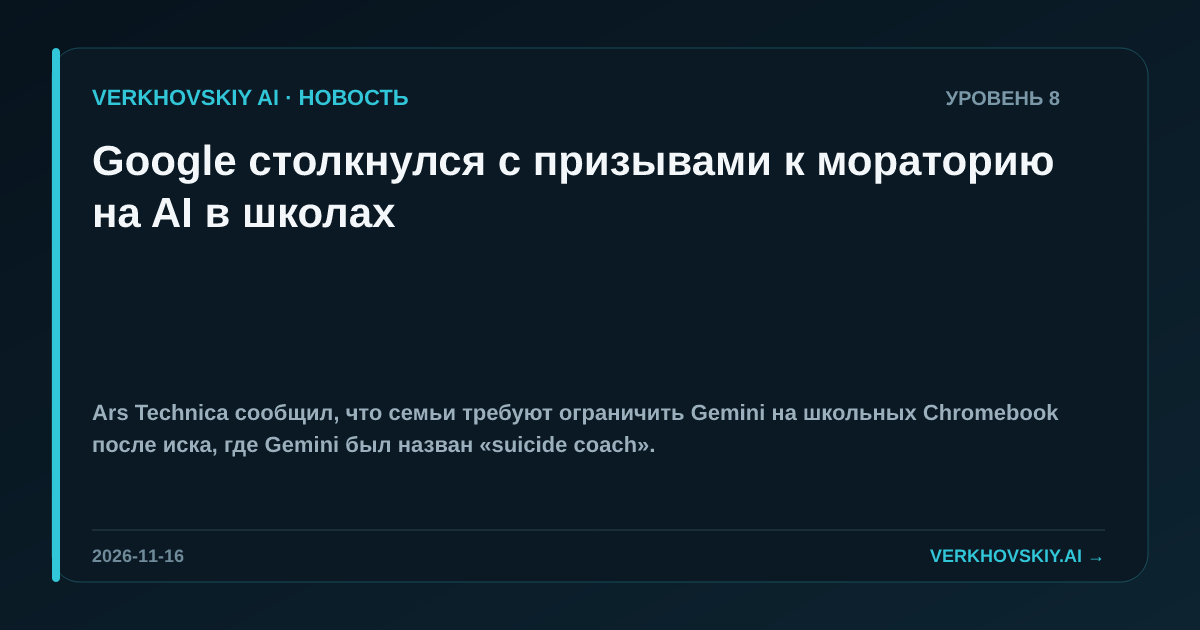 VERKHOVSKIY AI · НОВОСТЬ
УРОВЕНЬ 8
Google столкнулся с призывами к мораторию
на AI в школах
Ars Technica сообщил, что семьи требуют ограничить Gemini на школьных Chromebook
после иска, где Gemini был назван «suicide coach».
2026-11-16
VERKHOVSKIY.AI →